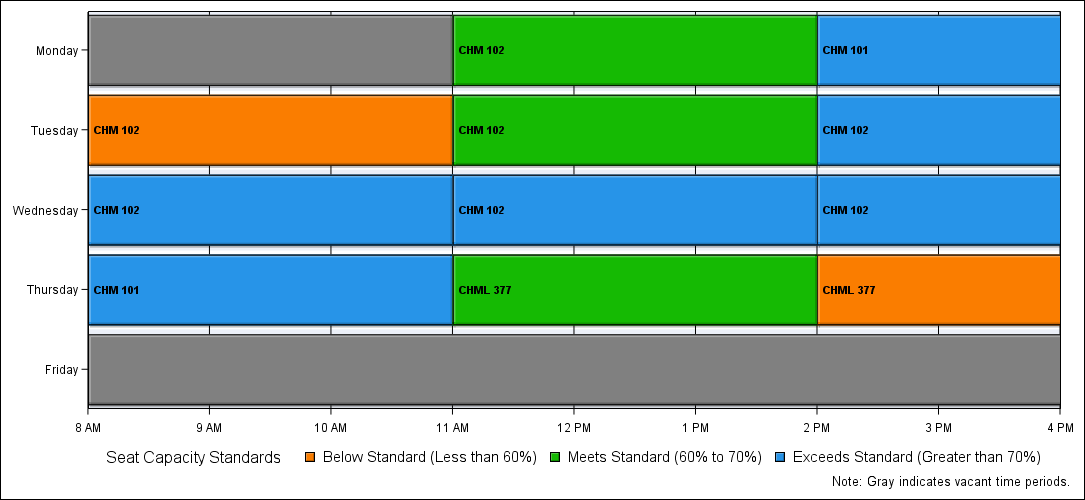 Monday
CHM 102
CHM 101
Tuesday
CHM 102
CHM 102
CHM 102
Wednesday
CHM 102
CHM 102
CHM 102
Thursday
CHM 101
CHML 377
CHML 377
Friday
8 AM 9 AM 10 AM 11 AM 12 PM 1 PM 2 PM 3 PM 4 PM
Seat Capacity Standards Below Standard (Less than 60%) Meets Standard (60% to 70%) Exceeds Standard (Greater than 70%)
Note: Gray indicates vacant time periods.